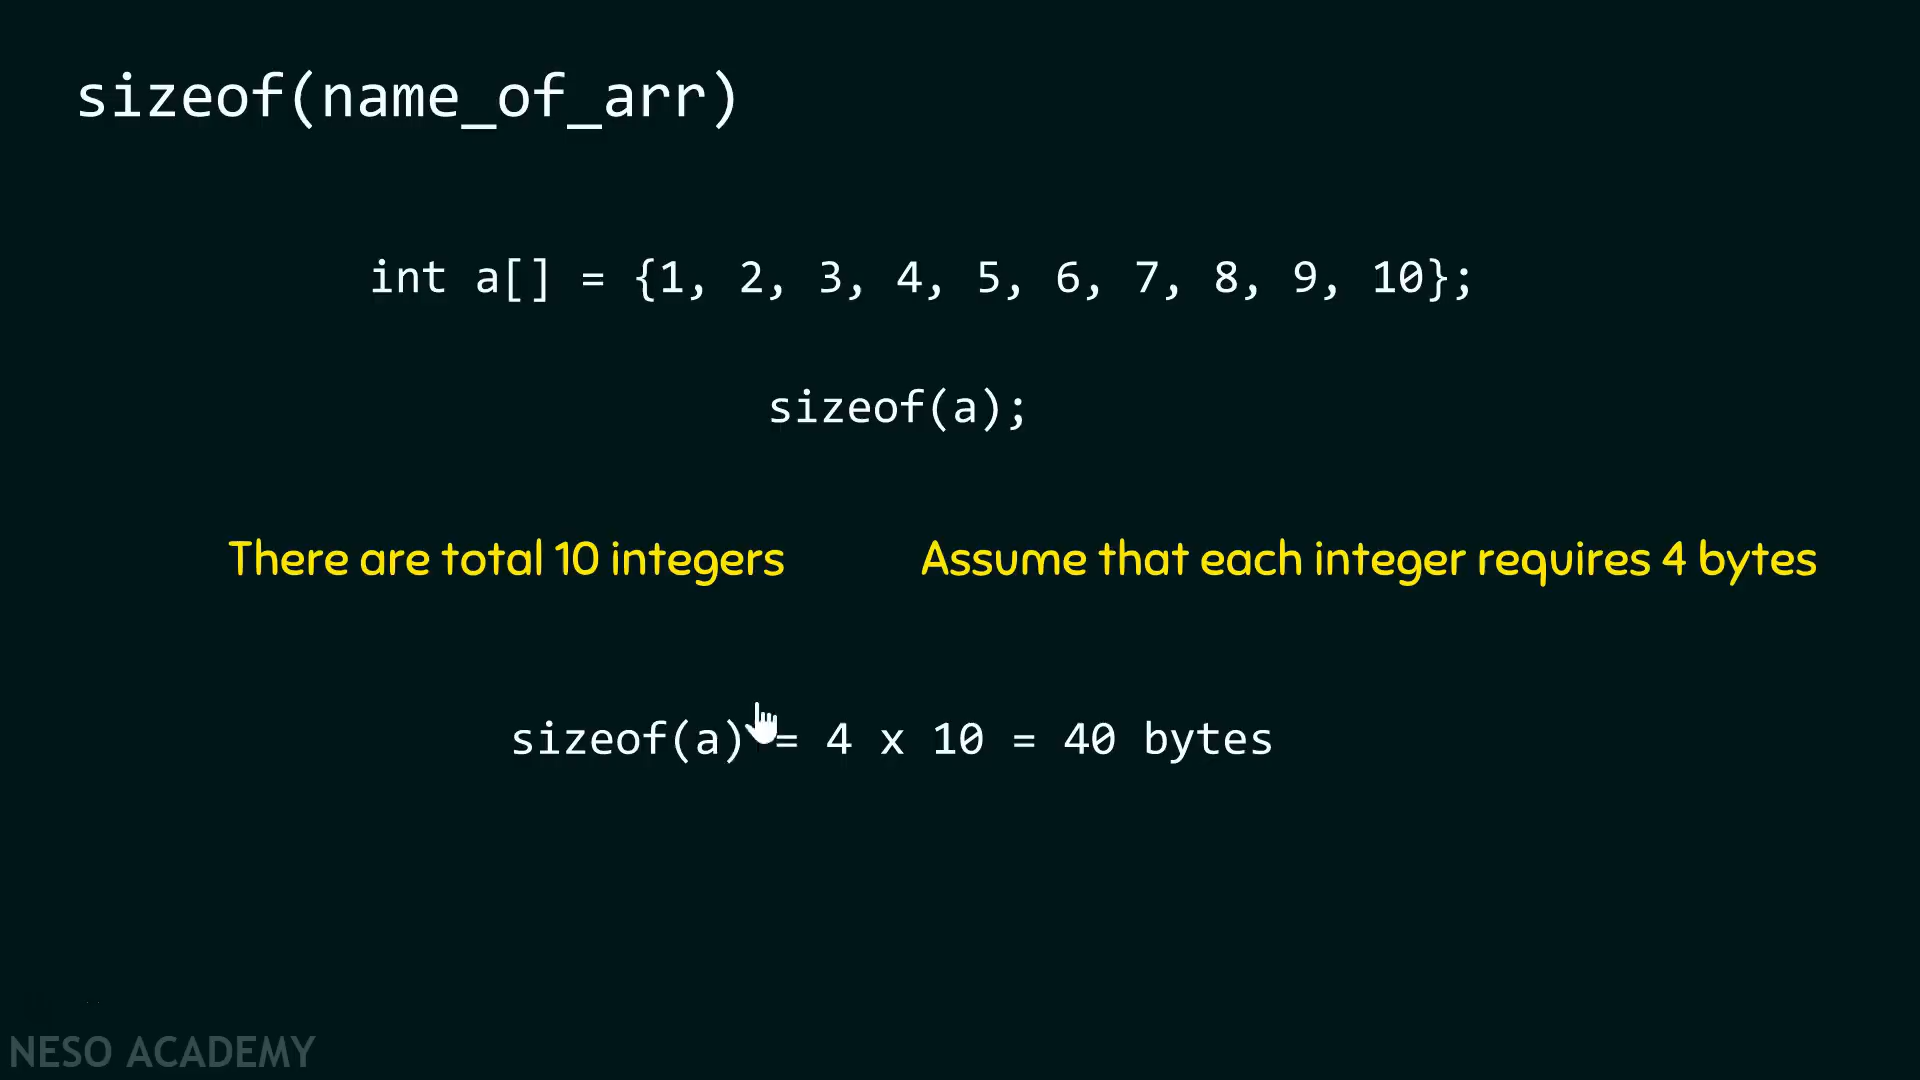 sizeof(name_of_arr)
int a[] = {1, 2, 3, 4, 5, 6, 7, 8, 9, 10};
sizeof(a);
There are total 10 integers Assume that each integer requires 4 bytes
sizeof(a) = 4 x 10 = 40 bytes
NESO ACADEMY